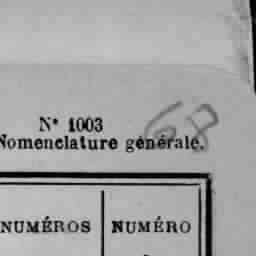 N° 1003
68
Nomenclature générale.
NUMÉROS NUMÉRO